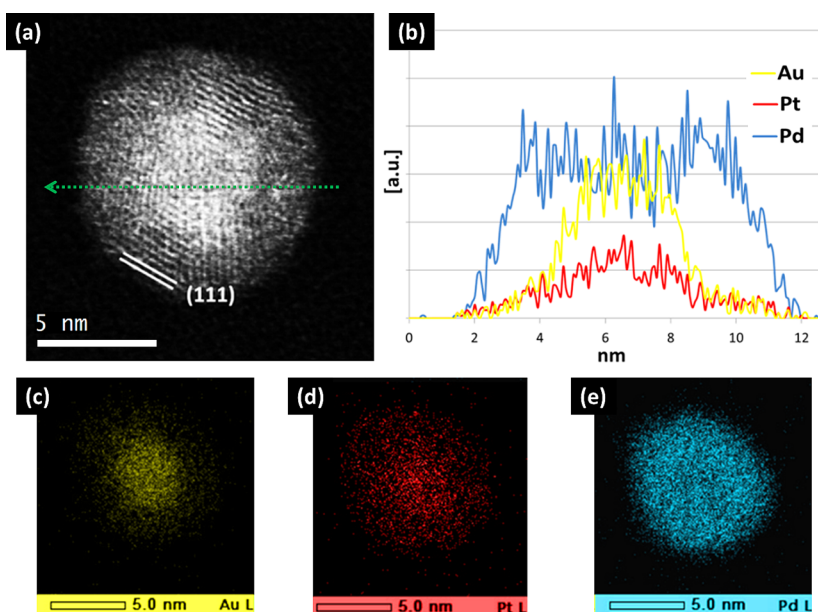 (a)
(111)
5 nm
(b)
Au
Pt
Pd
[a.u.]
0 2 4 6 8 10 12
nm
(c)
5.0 nm Au L
(d)
5.0 nm Pt L
(e)
5.0 nm Pd L